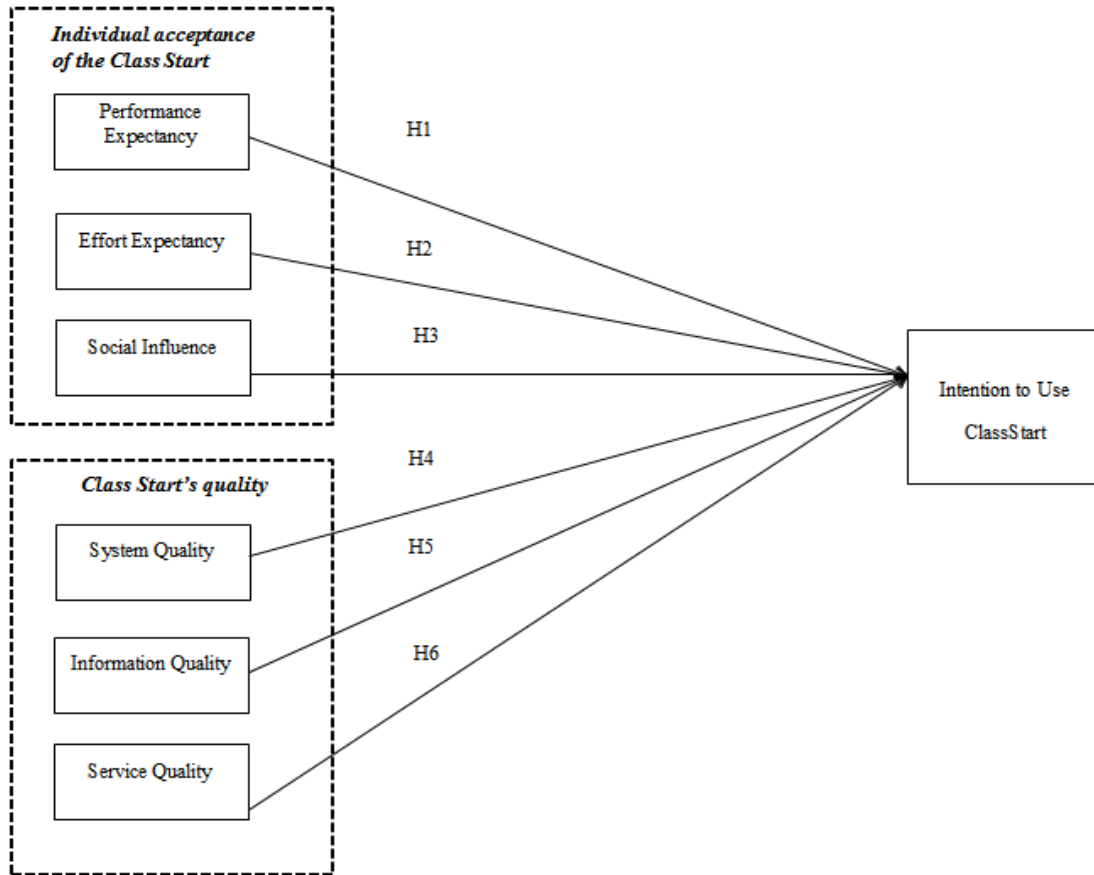 Individual acceptance
of the Class Start
Performance
Expectancy
H1
Effort Expectancy
H2
Social Influence
H3
Intention to Use
ClassStart
Class Start's quality
H4
System Quality
H5
Information Quality
H6
Service Quality